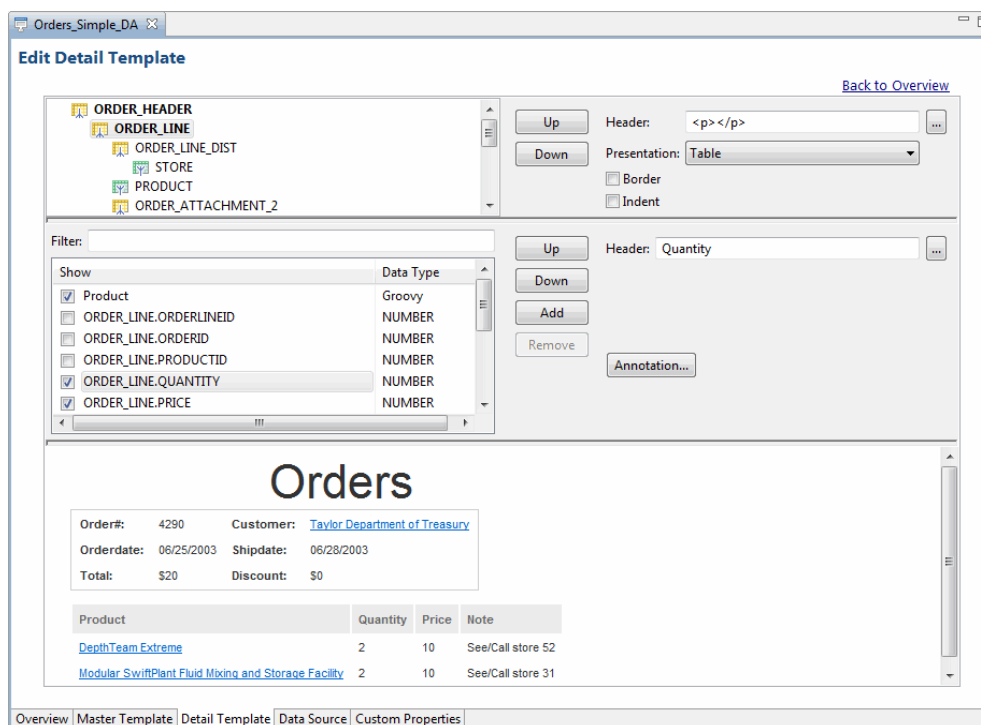 Orders_Simple_DA
Edit Detail Template
Back to Overview
ORDER_HEADER
ORDER_LINE
ORDER_LINE_DIST
STORE
PRODUCT
ORDER_ATTACHMENT_2
Up
Down
Header: <p></p> ...
Presentation: Table
Border
Indent
Filter:
Show Data Type
Product Groovy
ORDER_LINE.ORDERLINEID NUMBER
ORDER_LINE.ORDERID NUMBER
ORDER_LINE.PRODUCTID NUMBER
ORDER_LINE.QUANTITY NUMBER
ORDER_LINE.PRICE NUMBER
Up
Down
Add
Remove
Header: Quantity ...
Annotation...
Orders
Order#: 4290 Customer: Taylor Department of Treasury
Orderdate: 06/25/2003 Shipdate: 06/28/2003
Total: $20 Discount: $0
Product Quantity Price Note
DepthTeam Extreme 2 10 See/Call store 52
Modular SwiftPlant Fluid Mixing and Storage Facility 2 10 See/Call store 31
Overview Master Template Detail Template Data Source Custom Properties